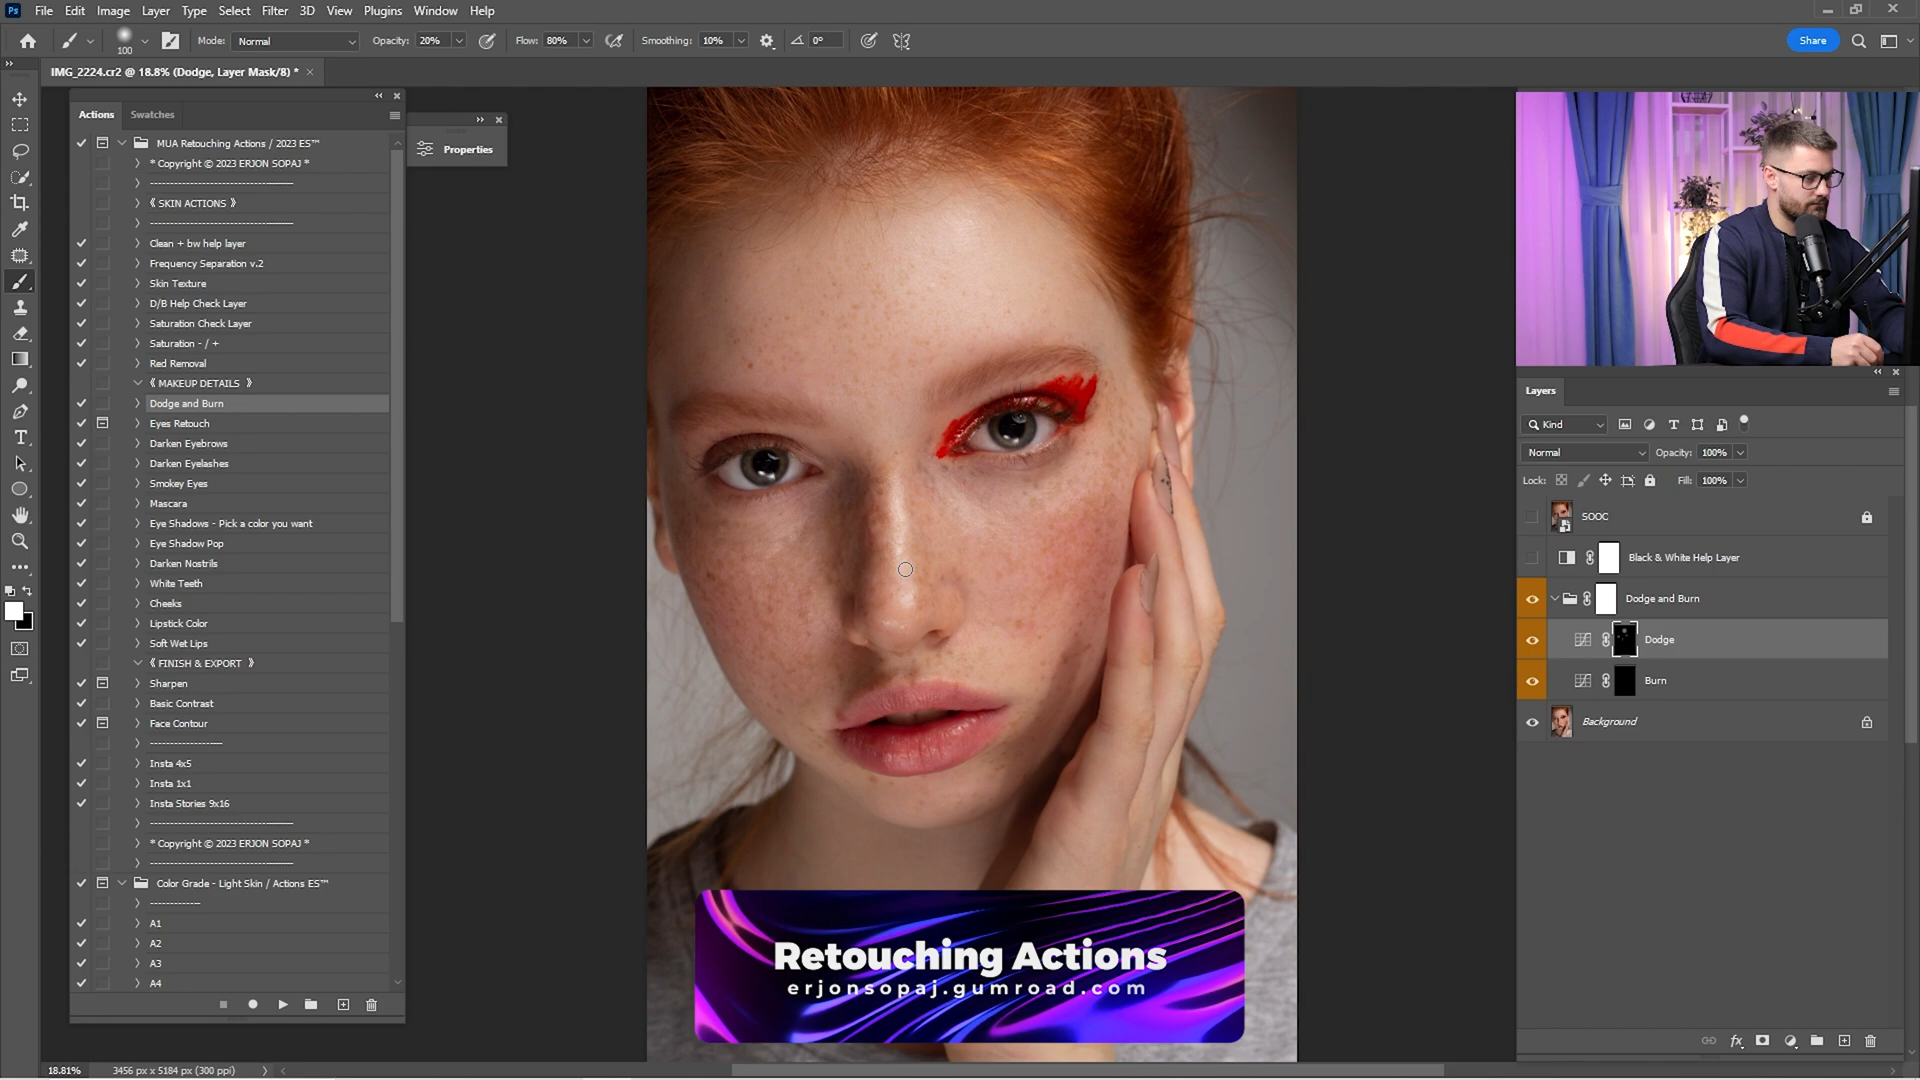 Ps File Edit Image Layer Type Select Filter 3D View Plugins Window Help
100 Mode: Normal Opacity: 20% Flow: 80% Smoothing: 10% 0° Share
IMG_2224.cr2 @ 18.8% (Dodge, Layer Mask/8) *
Actions Swatches
MUA Retouching Actions / 2023 ES™
* Copyright © 2023 ERJON SOPAJ *
------------------------------------
《 SKIN ACTIONS 》
------------------------------------
Clean + bw help layer
Frequency Separation v.2
Skin Texture
D/B Help Check Layer
Saturation Check Layer
Saturation - / +
Red Removal
《 MAKEUP DETAILS 》
Dodge and Burn
Eyes Retouch
Darken Eyebrows
Darken Eyelashes
Smokey Eyes
Mascara
Eye Shadows - Pick a color you want
Eye Shadow Pop
Darken Nostrils
White Teeth
Cheeks
Lipstick Color
Soft Wet Lips
《 FINISH & EXPORT 》
Sharpen
Basic Contrast
Face Contour
------------------
Insta 4x5
Insta 1x1
Insta Stories 9x16
------------------------------------
* Copyright © 2023 ERJON SOPAJ *
------------------------------------
Color Grade - Light Skin / Actions ES™
-------------
A1
A2
A3
A4
Properties
Retouching Actions
erjonsopaj.gumroad.com
Layers
Kind
Normal Opacity: 100%
Lock: Fill: 100%
SOOC
Black & White Help Layer
Dodge and Burn
Dodge
Burn
Background
fx
18.81% 3456 px x 5184 px (300 ppi)